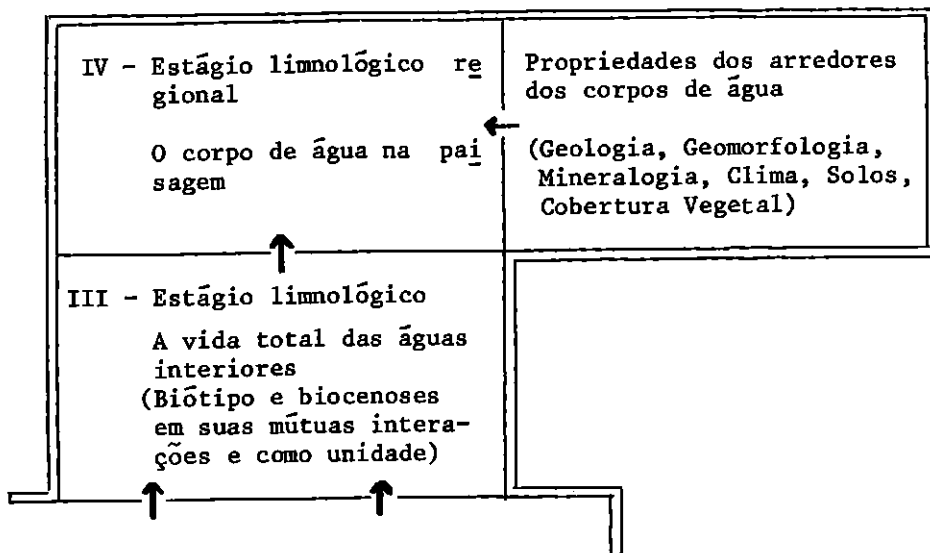 IV - Estágio limnológico re
gional
O corpo de água na pai
sagem
Propriedades dos arredores
dos corpos de água
(Geologia, Geomorfologia,
Mineralogia, Clima, Solos,
Cobertura Vegetal)
III - Estágio limnológico
A vida total das águas
interiores
(Biótipo e biocenoses
em suas mútuas intera-
ções e como unidade)